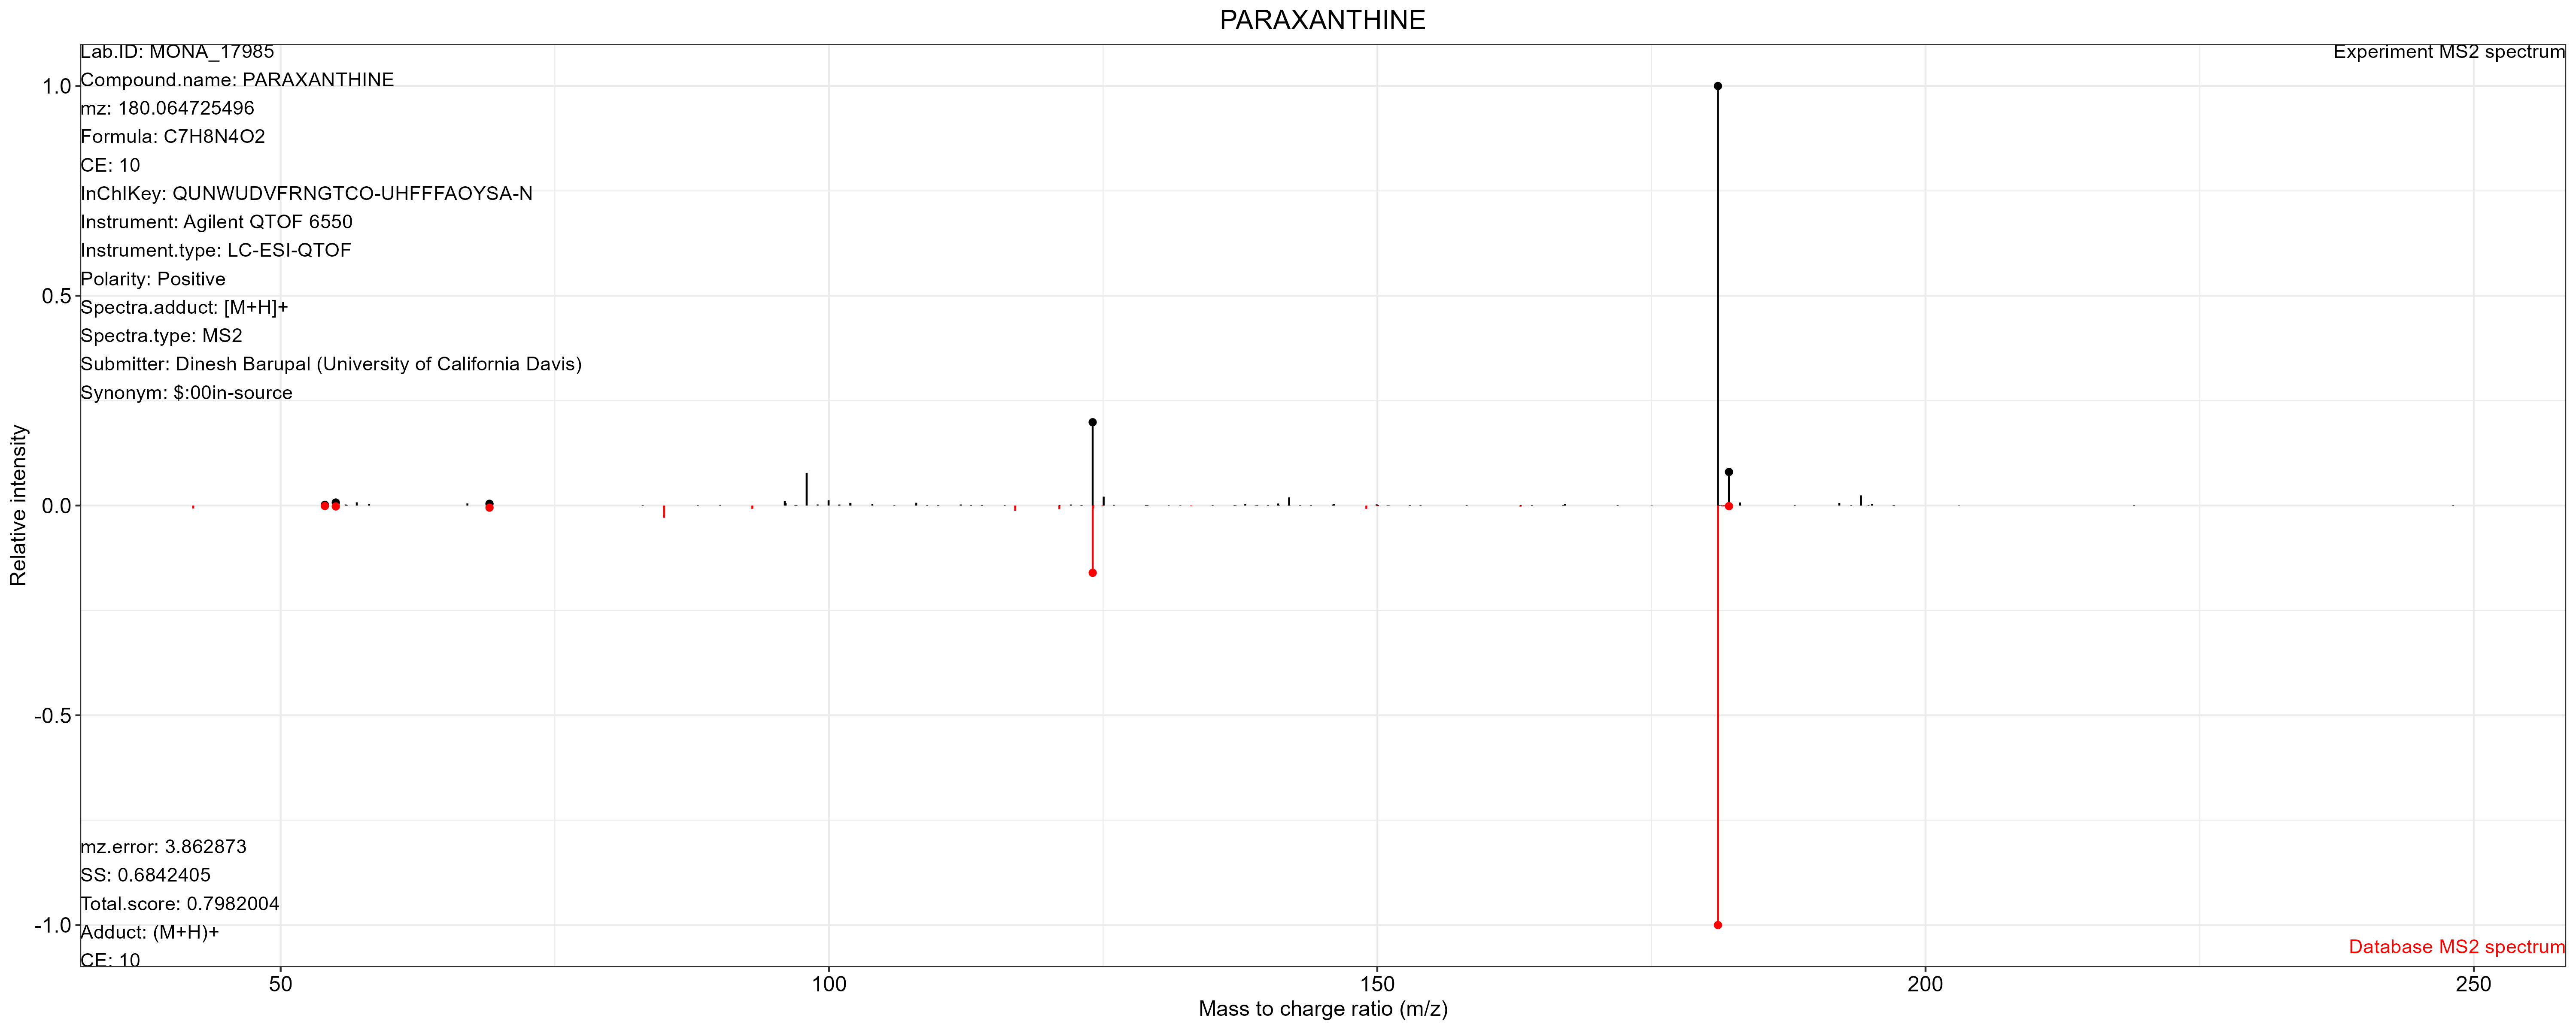 PARAXANTHINE
Lab.ID: MONA_17985
Experiment MS2 spectrum
Compound.name: PARAXANTHINE
mz: 180.064725496
Formula: C7H8N4O2
CE: 10
InChIKey: QUNWUDVFRNGTCO-UHFFFAOYSA-N
Instrument: Agilent QTOF 6550
Instrument.type: LC-ESI-QTOF
Polarity: Positive
Spectra.adduct: [M+H]+
Spectra.type: MS2
Submitter: Dinesh Barupal (University of California Davis)
Synonym: $:00in-source
1.0
0.5
0.0
-0.5
-1.0
Relative intensity
mz.error: 3.862873
SS: 0.6842405
Total.score: 0.7982004
Adduct: (M+H)+
CE: 10
Database MS2 spectrum
50 100 150 200 250
Mass to charge ratio (m/z)